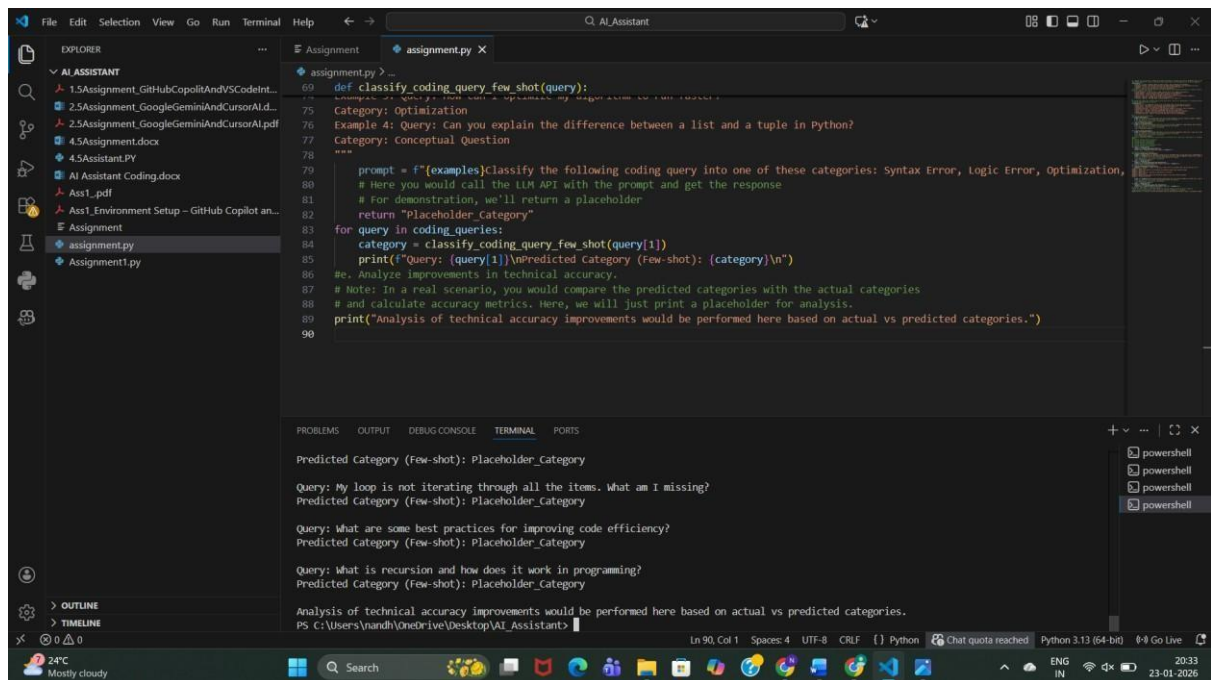 File Edit Selection View Go Run Terminal Help
AI_Assistant
EXPLORER
AI_ASSISTANT
1.5Assignment_GitHubCopolitAndVSCodeInt...
2.5Assignment_GoogleGeminiAndCursorAI.d...
2.5Assignment_GoogleGeminiAndCursorAI.pdf
4.5Assignment.docx
4.5Assistant.PY
AI Assistant Coding.docx
Ass1_.pdf
Ass1_Environment Setup – GitHub Copilot an...
Assignment
assignment.py
Assignment1.py
OUTLINE
TIMELINE
Assignment
assignment.py
assignment.py > ...
69 def classify_coding_query_few_shot(query):
74 Example 3: Query: How can I optimize my algorithm to run faster?
75 Category: Optimization
76 Example 4: Query: Can you explain the difference between a list and a tuple in Python?
77 Category: Conceptual Question
78 """
79 prompt = f"{examples}Classify the following coding query into one of these categories: Syntax Error, Logic Error, Optimization,
80 # Here you would call the LLM API with the prompt and get the response
81 # For demonstration, we'll return a placeholder
82 return "Placeholder_Category"
83 for query in coding_queries:
84 category = classify_coding_query_few_shot(query[1])
85 print(f"Query: {query[1]}\nPredicted Category (Few-shot): {category}\n")
86 #e. Analyze improvements in technical accuracy.
87 # Note: In a real scenario, you would compare the predicted categories with the actual categories
88 # and calculate accuracy metrics. Here, we will just print a placeholder for analysis.
89 print("Analysis of technical accuracy improvements would be performed here based on actual vs predicted categories.")
90
PROBLEMS OUTPUT DEBUG CONSOLE TERMINAL PORTS
Predicted Category (Few-shot): Placeholder_Category
Query: My loop is not iterating through all the items. What am I missing?
Predicted Category (Few-shot): Placeholder_Category
Query: What are some best practices for improving code efficiency?
Predicted Category (Few-shot): Placeholder_Category
Query: What is recursion and how does it work in programming?
Predicted Category (Few-shot): Placeholder_Category
Analysis of technical accuracy improvements would be performed here based on actual vs predicted categories.
PS C:\Users\nandh\OneDrive\Desktop\AI_Assistant>
powershell
powershell
powershell
powershell
0 0
Ln 90, Col 1 Spaces: 4 UTF-8 CRLF {} Python Chat quota reached Python 3.13 (64-bit) Go Live
24°C
Mostly cloudy
Search
ENG
IN
20:33
23-01-2026